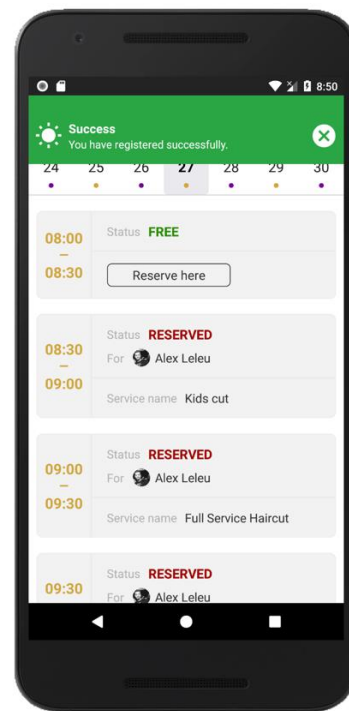 8:50
Success
You have registered successfully.
24 25 26 27 28 29 30
08:00
–
08:30
Status FREE
Reserve here
08:30
–
09:00
Status RESERVED
For Alex Leleu
Service name Kids cut
09:00
–
09:30
Status RESERVED
For Alex Leleu
Service name Full Service Haircut
09:30
Status RESERVED
For Alex Leleu